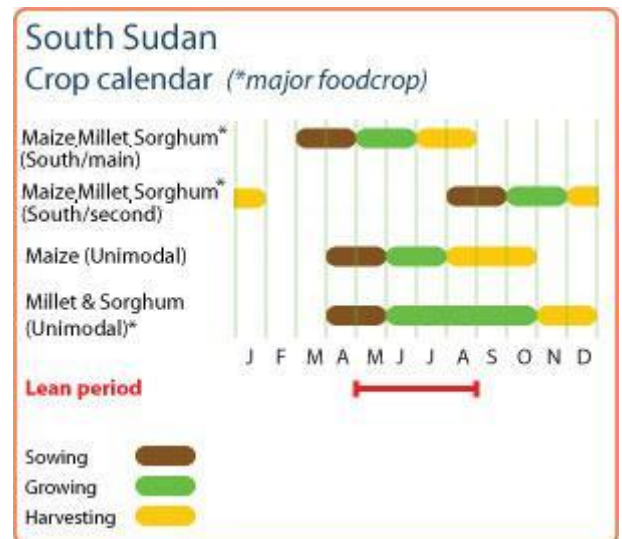 South Sudan
Crop calendar (*major foodcrop)
Maize,Millet,Sorghum*
(South/main)
Maize,Millet,Sorghum*
(South/second)
Maize (Unimodal)
Millet & Sorghum
(Unimodal)*
J F M A M J J A S O N D
Lean period
Sowing
Growing
Harvesting